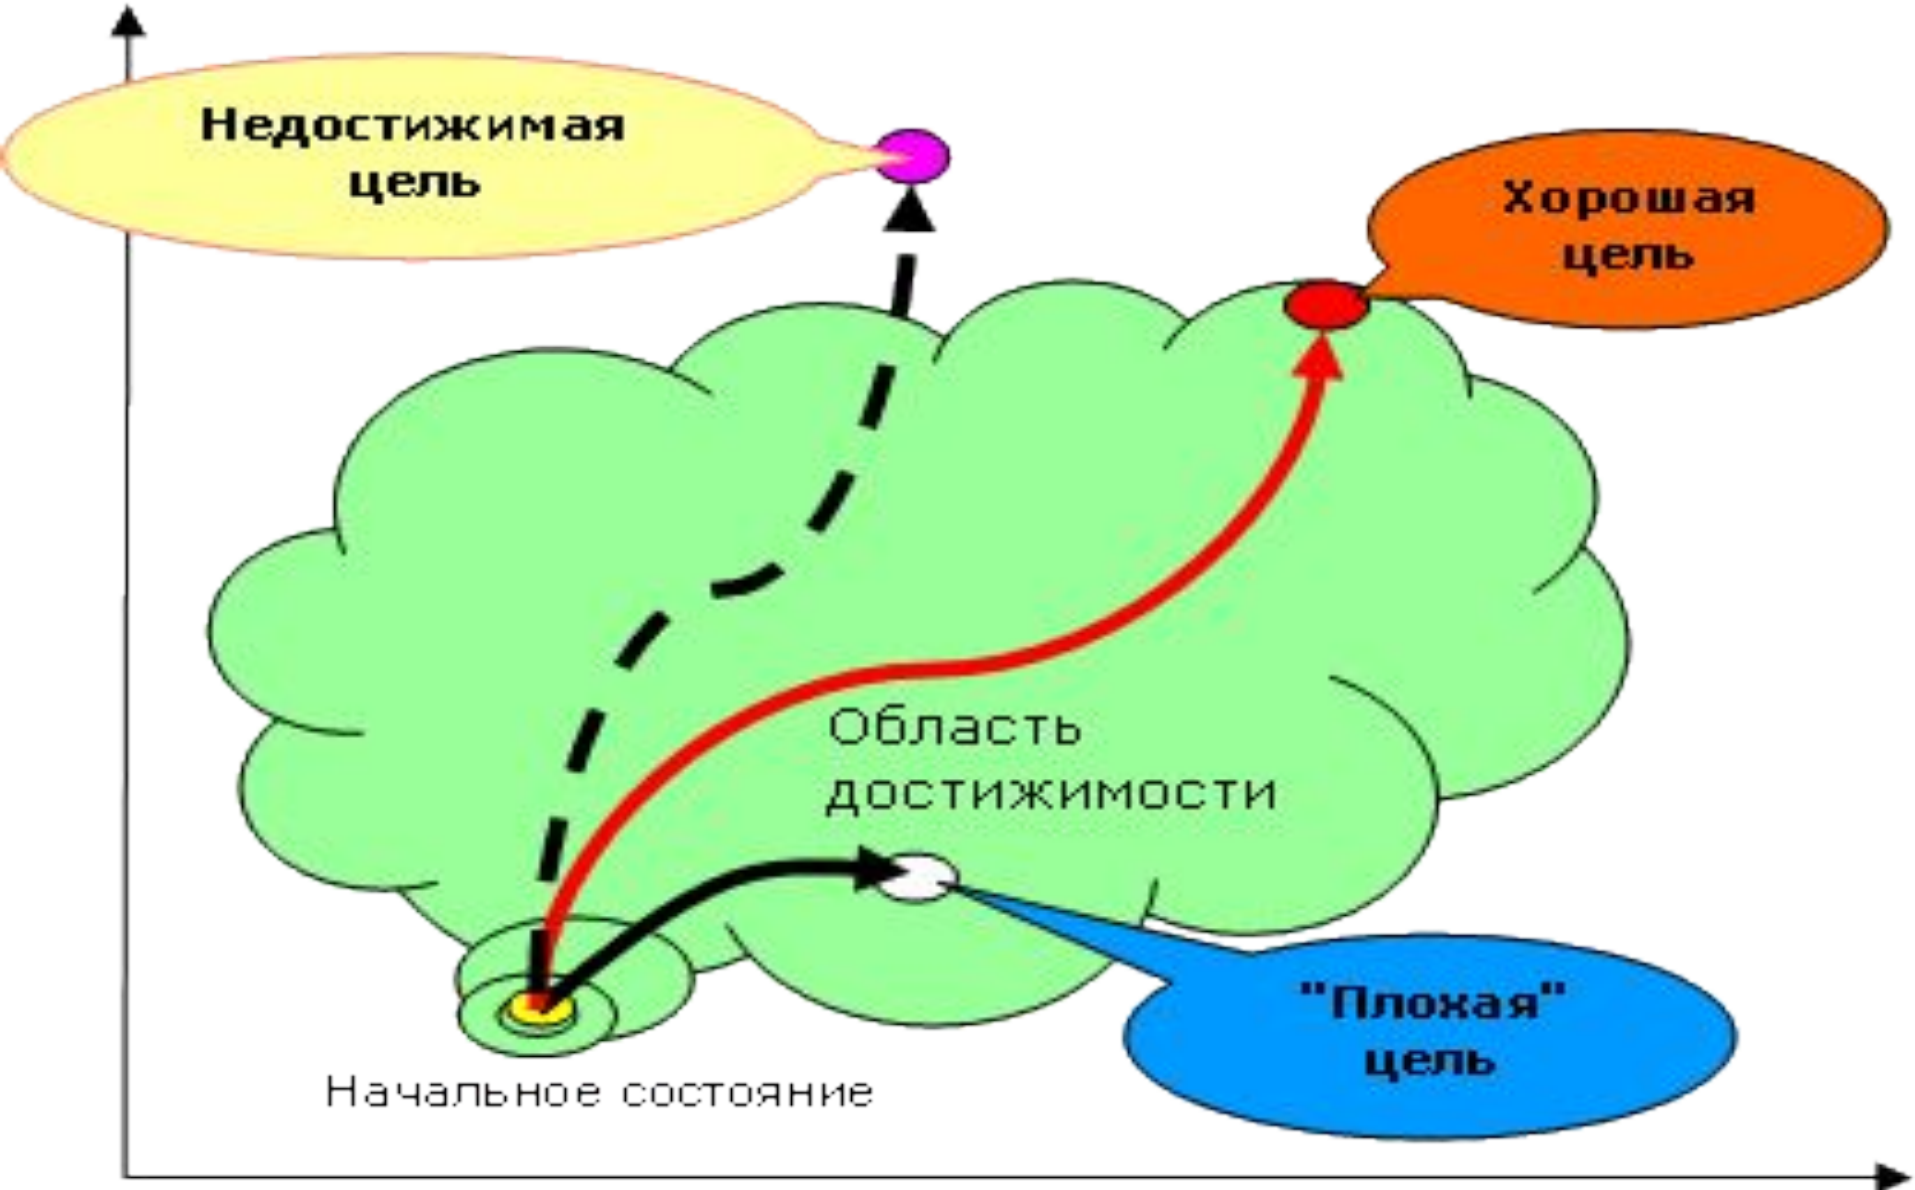 Недостижимая
цель
Хорошая
цель
Область
достижимости
"Плохая"
цель
Начальное состояние